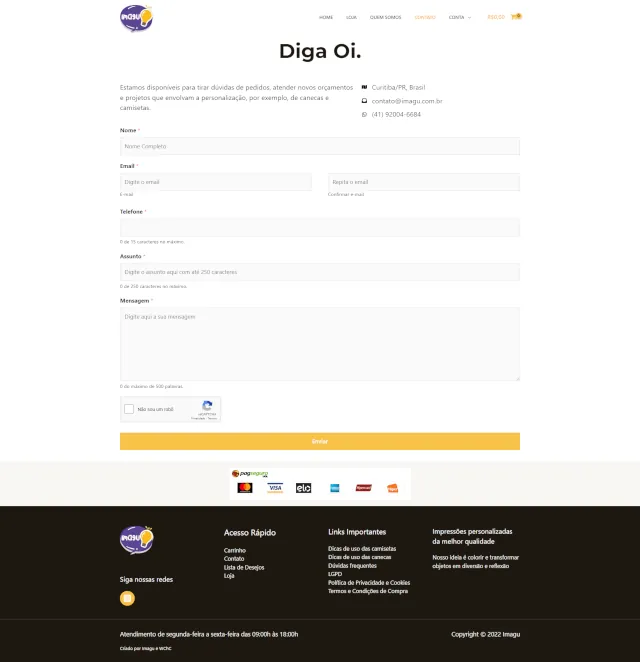 imagu
HOME LOJA QUEM SOMOS CONTATO CONTA R$0,00 0
Diga Oi.
Estamos disponíveis para tirar dúvidas de pedidos, atender novos orçamentos
e projetos que envolvam a personalização, por exemplo, de canecas e
camisetas.
Curitiba/PR, Brasil
contato@imagu.com.br
(41) 92004-6684
Nome *
Nome Completo
Email *
Digite o email
Repita o email
E-mail
Confirmar e-mail
Telefone *
0 de 15 caracteres no máximo.
Assunto *
Digite o assunto aqui com até 250 caracteres
0 de 250 caracteres no máximo.
Mensagem *
Digite aqui a sua mensagem
0 do máximo de 500 palavras.
Não sou um robô
reCAPTCHA
Privacidade - Termos
Enviar
pagseguro
VISA elo
imagu
Siga nossas redes
Acesso Rápido
Carrinho
Contato
Lista de Desejos
Loja
Links Importantes
Dicas de uso das camisetas
Dicas de uso das canecas
Dúvidas frequentes
LGPD
Política de Privacidade e Cookies
Termos e Condições de Compra
Impressões personalizadas
da melhor qualidade
Nosso ideia é colorir e transformar
objetos em diversão e reflexão
Atendimento de segunda-feira a sexta-feira das 09:00h às 18:00h
Copyright © 2022 Imagu
Criado por Imagu e WCHC